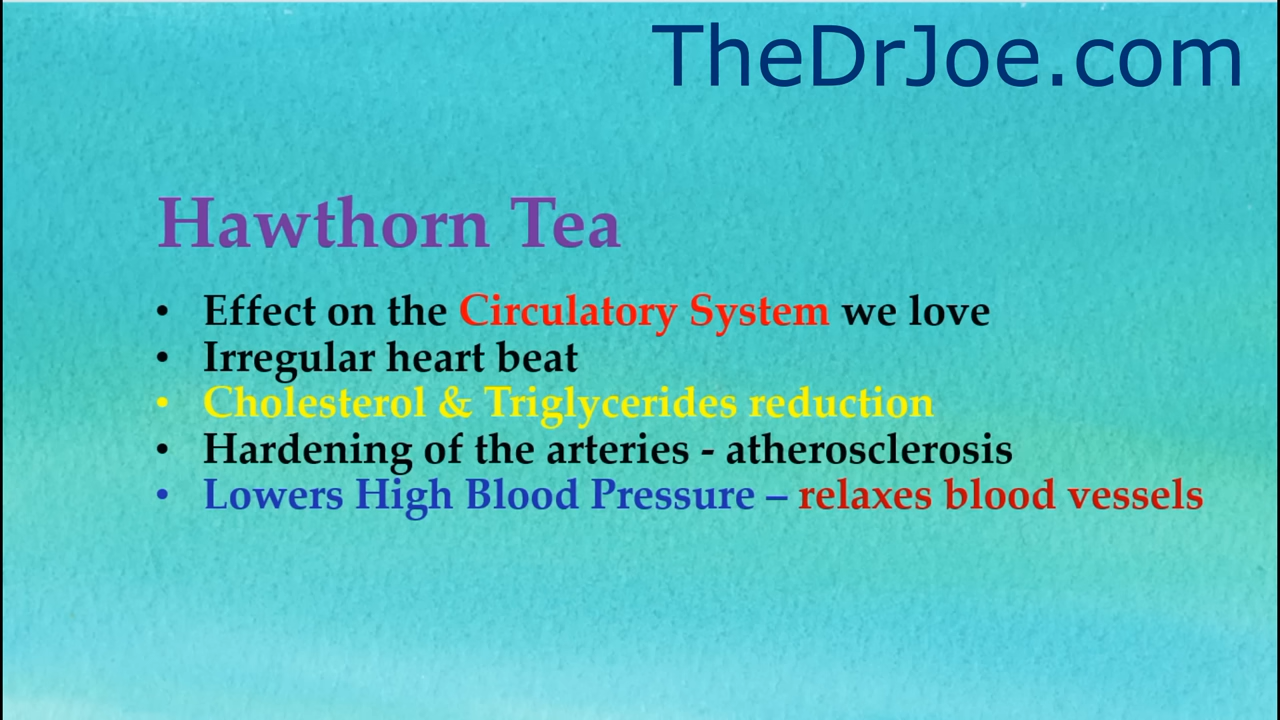 TheDrJoe.com
Hawthorn Tea
• Effect on the Circulatory System we love
• Irregular heart beat
• Cholesterol & Triglycerides reduction
• Hardening of the arteries - atherosclerosis
• Lowers High Blood Pressure – relaxes blood vessels